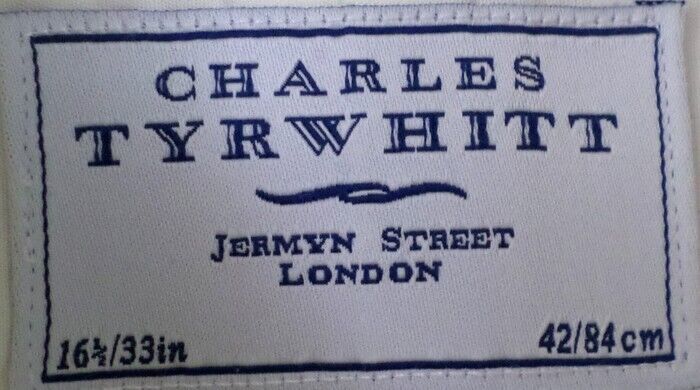 CHARLES
TYRWHITT
JERMYN STREET
LONDON
16½/33in
42/84cm